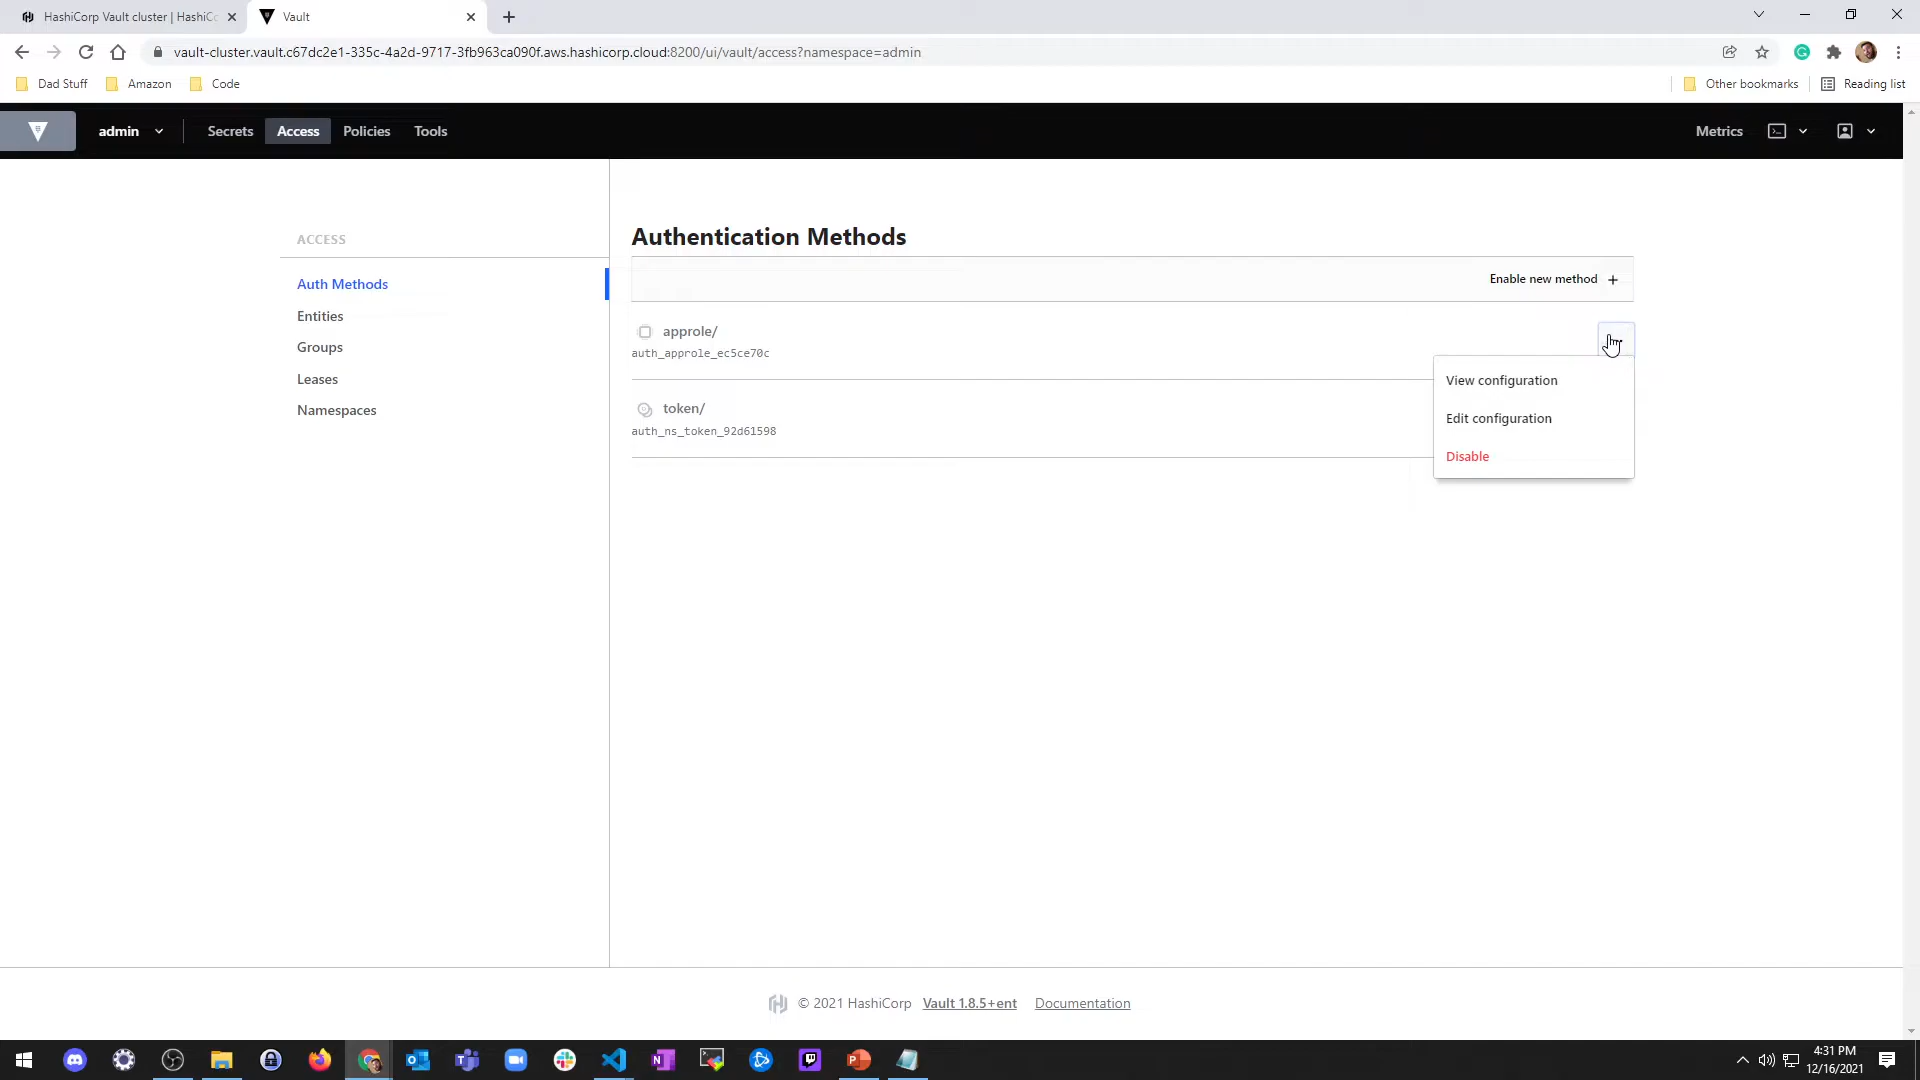 HashiCorp Vault cluster | HashiC
Vault
vault-cluster.vault.c67dc2e1-335c-4a2d-9717-3fb963ca090f.aws.hashicorp.cloud:8200/ui/vault/access?namespace=admin
Dad Stuff
Amazon
Code
Other bookmarks
Reading list
admin
Secrets
Access
Policies
Tools
Metrics
ACCESS
Auth Methods
Entities
Groups
Leases
Namespaces
Authentication Methods
Enable new method
approle/
auth_approle_ec5ce70c
token/
auth_ns_token_92d61598
View configuration
Edit configuration
Disable
© 2021 HashiCorp Vault 1.8.5+ent Documentation
4:31 PM
12/16/2021